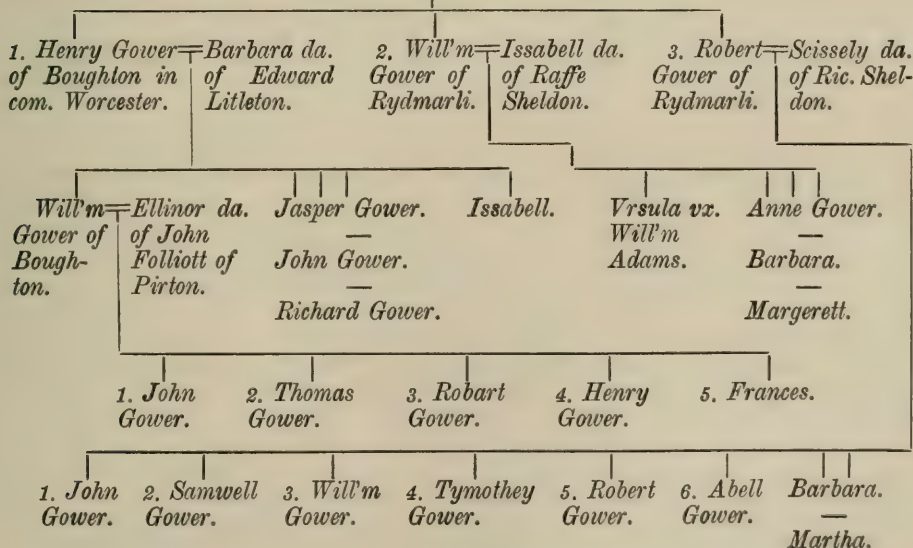 1. Henry Gower=Barbara da.
of Boughton in
com. Worcester.
of Edward
Litleton.
2. Will'm=Issabell da.
Gower of
Rydmarli.
of Raffe
Sheldon.
3. Robert=Scissely da.
Gower of
Rydmarli.
of Ric. Shel-
don.
Will'm=Ellinor da.
Gower of
Bough-
ton.
of John
Folliott of
Pirton.
Jasper Gower.
—
John Gower.
—
Richard Gower.
Issabell.
Vrsula vx.
Will'm
Adams.
Anne Gower.
—
Barbara.
—
Margerett.
1. John
Gower.
2. Thomas
Gower.
3. Robart
Gower.
4. Henry
Gower.
5. Frances.
1. John
Gower.
2. Samwell
Gower.
3. Will'm
Gower.
4. Tymothey
Gower.
5. Robert
Gower.
6. Abell
Gower.
Barbara.
—
Martha.